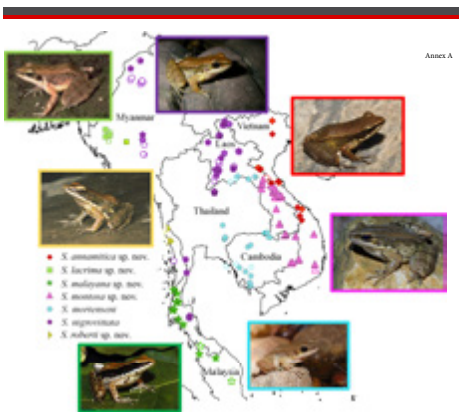 Annex A
Myanmar
Vietnam
Laos
Thailand
Cambodia
S. annamitica sp. nov.
S. lacrima sp. nov.
S. malayana sp. nov.
S. montosa sp. nov.
S. mortenseni
S. nigrovittata
S. roberti sp. nov.
Malaysia